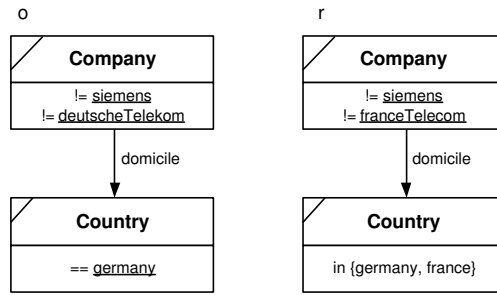 o
Company
!= siemens
!= deutscheTelekom
domicile
Country
== germany
r
Company
!= siemens
!= franceTelecom
domicile
Country
in {germany, france}